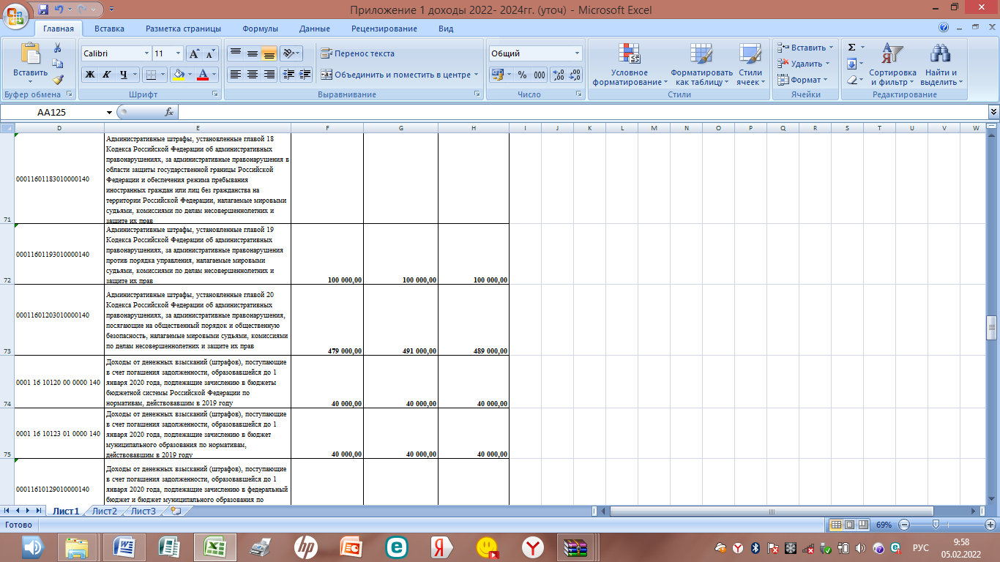 Приложение 1 доходы 2022- 2024гг. (уточ) - Microsoft Excel
Главная Вставка Разметка страницы Формулы Данные Рецензирование Вид
Вставить
Буфер обмена
Calibri 11
Ж К Ч
Шрифт
Перенос текста
Объединить и поместить в центре
Выравнивание
Общий
% 000
Число
Условное форматирование
Форматировать как таблицу
Стили ячеек
Стили
Вставить
Удалить
Формат
Ячейки
Сортировка и фильтр
Найти и выделить
Редактирование
AA125 fx
D E F G H I J K L M N O P Q R S T U V W
71
00011601183010000140
Административные штрафы, установленные главой 18
Кодекса Российской Федерации об административных
правонарушениях, за административные правонарушения в
области защиты государственной границы Российской
Федерации и обеспечения режима пребывания
иностранных граждан или лиц без гражданства на
территории Российской Федерации, налагаемые мировыми
судьями, комиссиями по делам несовершеннолетних и
защите их прав
72
00011601193010000140
Административные штрафы, установленные главой 19
Кодекса Российской Федерации об административных
правонарушениях, за административные правонарушения
против порядка управления, налагаемые мировыми
судьями, комиссиями по делам несовершеннолетних и
защите их прав
100 000,00 100 000,00 100 000,00
73
00011601203010000140
Административные штрафы, установленные главой 20
Кодекса Российской Федерации об административных
правонарушениях, за административные правонарушения,
посягающие на общественный порядок и общественную
безопасность, налагаемые мировыми судьями, комиссиями
по делам несовершеннолетних и защите их прав
479 000,00 491 000,00 489 000,00
74
0001 16 10120 00 0000 140
Доходы от денежных взысканий (штрафов), поступающие
в счет погашения задолженности, образовавшейся до 1
января 2020 года, подлежащие зачислению в бюджеты
бюджетной системы Российской Федерации по
нормативам, действовавшим в 2019 году
40 000,00 40 000,00 40 000,00
75
0001 16 10123 01 0000 140
Доходы от денежных взысканий (штрафов), поступающие
в счет погашения задолженности, образовавшейся до 1
января 2020 года, подлежащие зачислению в бюджет
муниципального образования по нормативам,
действовавшим в 2019 году
40 000,00 40 000,00 40 000,00
00011610129010000140
Доходы от денежных взысканий (штрафов), поступающие
в счет погашения задолженности, образовавшейся до 1
января 2020 года, подлежащие зачислению в федеральный
бюджет и бюджет муниципального образования по
Лист1 Лист2 Лист3
Готово
69%
РУС
9:58
05.02.2022